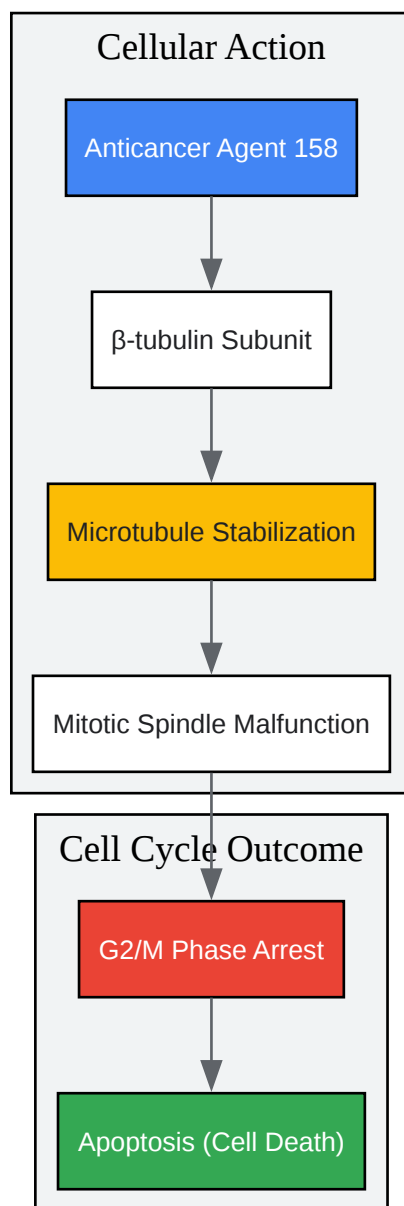 Cellular Action
Anticancer Agent 158
β-tubulin Subunit
Microtubule Stabilization
Mitotic Spindle Malfunction
Cell Cycle Outcome
G2/M Phase Arrest
Apoptosis (Cell Death)